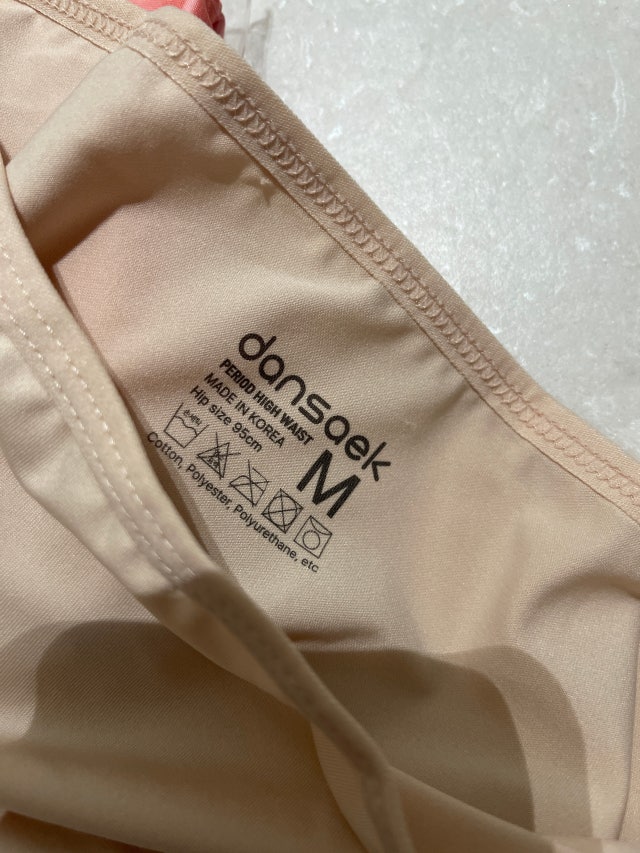 dansaek
PERIOD HIGH WAIST
MADE IN KOREA
Hip size 95cm
M
Cotton, Polyester, Polyurethane, etc